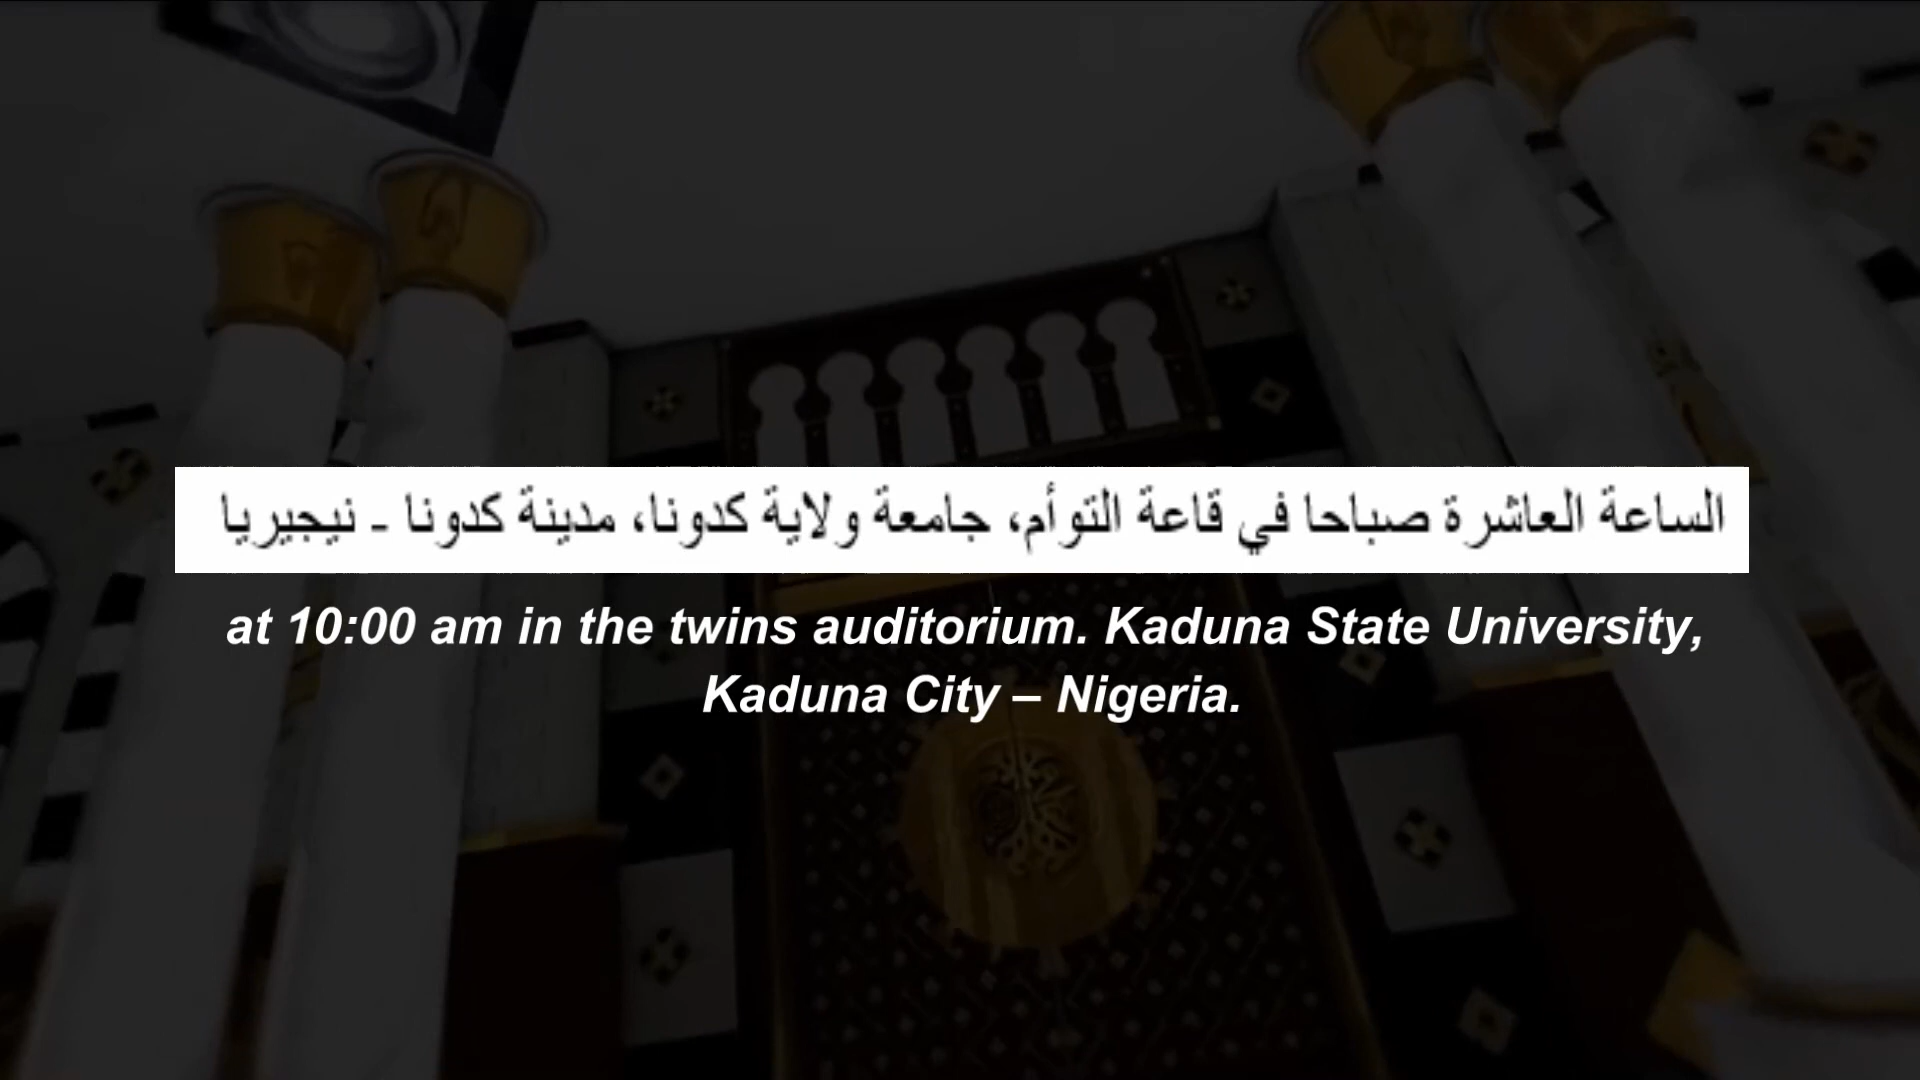 الساعة العاشرة صباحا في قاعة التوأم، جامعة ولاية كدونا، مدينة كدونا - نيجيريا
at 10:00 am in the twins auditorium. Kaduna State University,
Kaduna City – Nigeria.